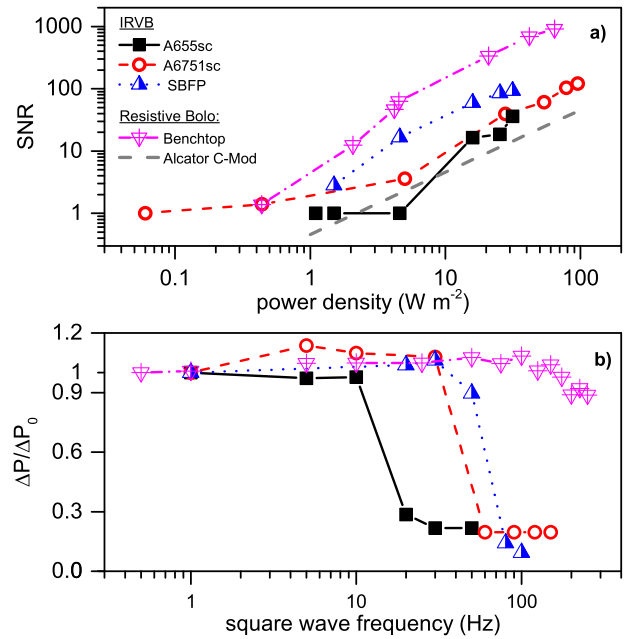 IRVB
A655sc
A6751sc
SBFP
Resistive Bolo:
Benchtop
Alcator C-Mod
a)
SNR
1000
100
10
1
0.1 1 10 100
power density (W m⁻²)
b)
ΔP/ΔP₀
1.2
0.9
0.6
0.3
0.0
1 10 100
square wave frequency (Hz)